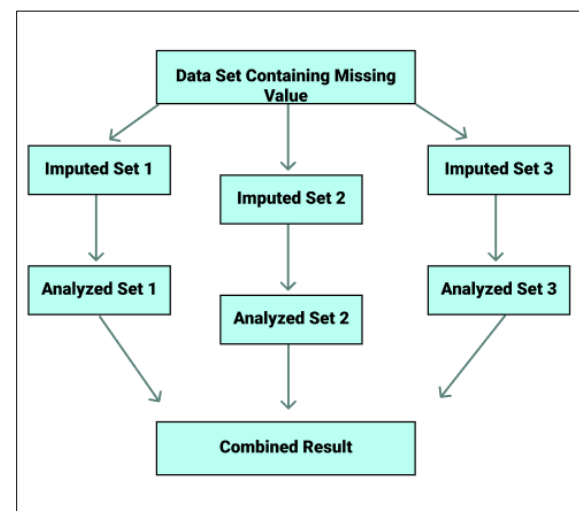 Data Set Containing Missing
Value
Imputed Set 1
Imputed Set 2
Imputed Set 3
Analyzed Set 1
Analyzed Set 2
Analyzed Set 3
Combined Result